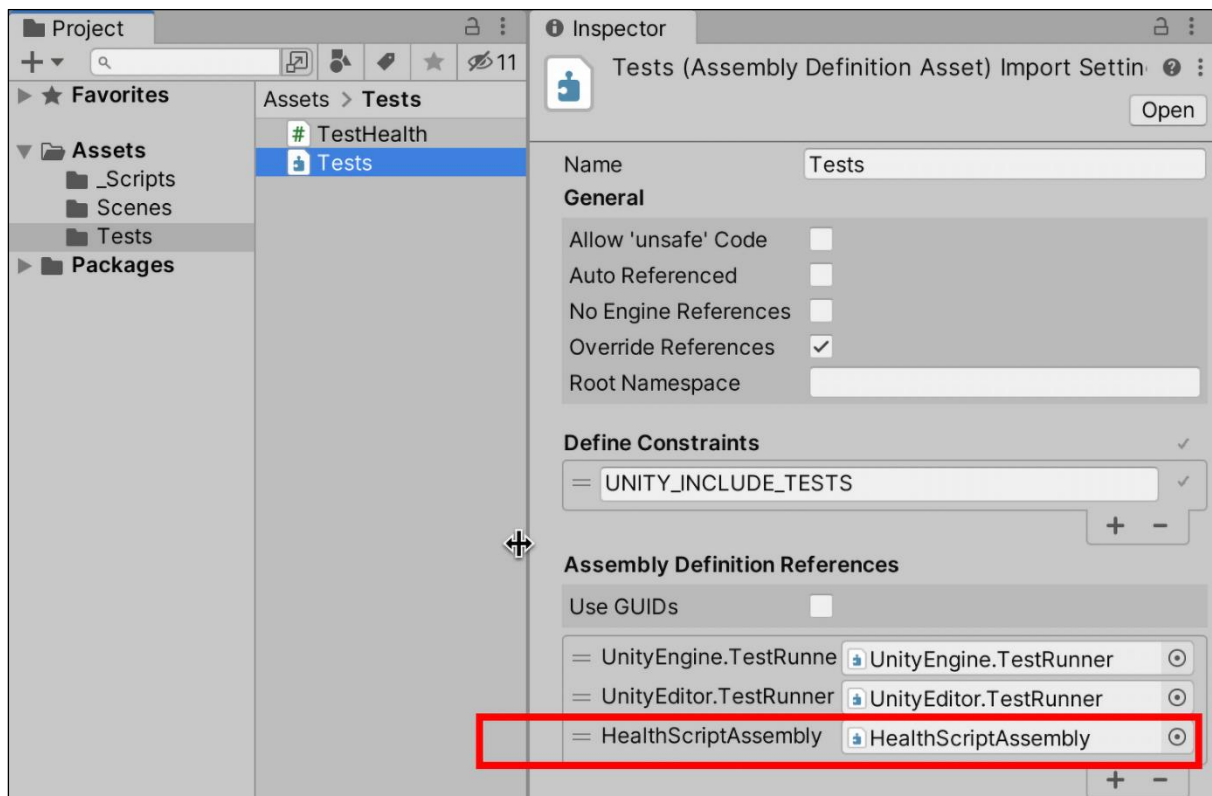 Project
11
Favorites
Assets
_Scripts
Scenes
Tests
Packages
Assets > Tests
# TestHealth
Tests
Inspector
Tests (Assembly Definition Asset) Import Settin
Open
Name Tests
General
Allow 'unsafe' Code
Auto Referenced
No Engine References
Override References
Root Namespace
Define Constraints
UNITY_INCLUDE_TESTS
+ −
Assembly Definition References
Use GUIDs
UnityEngine.TestRunne UnityEngine.TestRunner
UnityEditor.TestRunner UnityEditor.TestRunner
HealthScriptAssembly HealthScriptAssembly
+ −